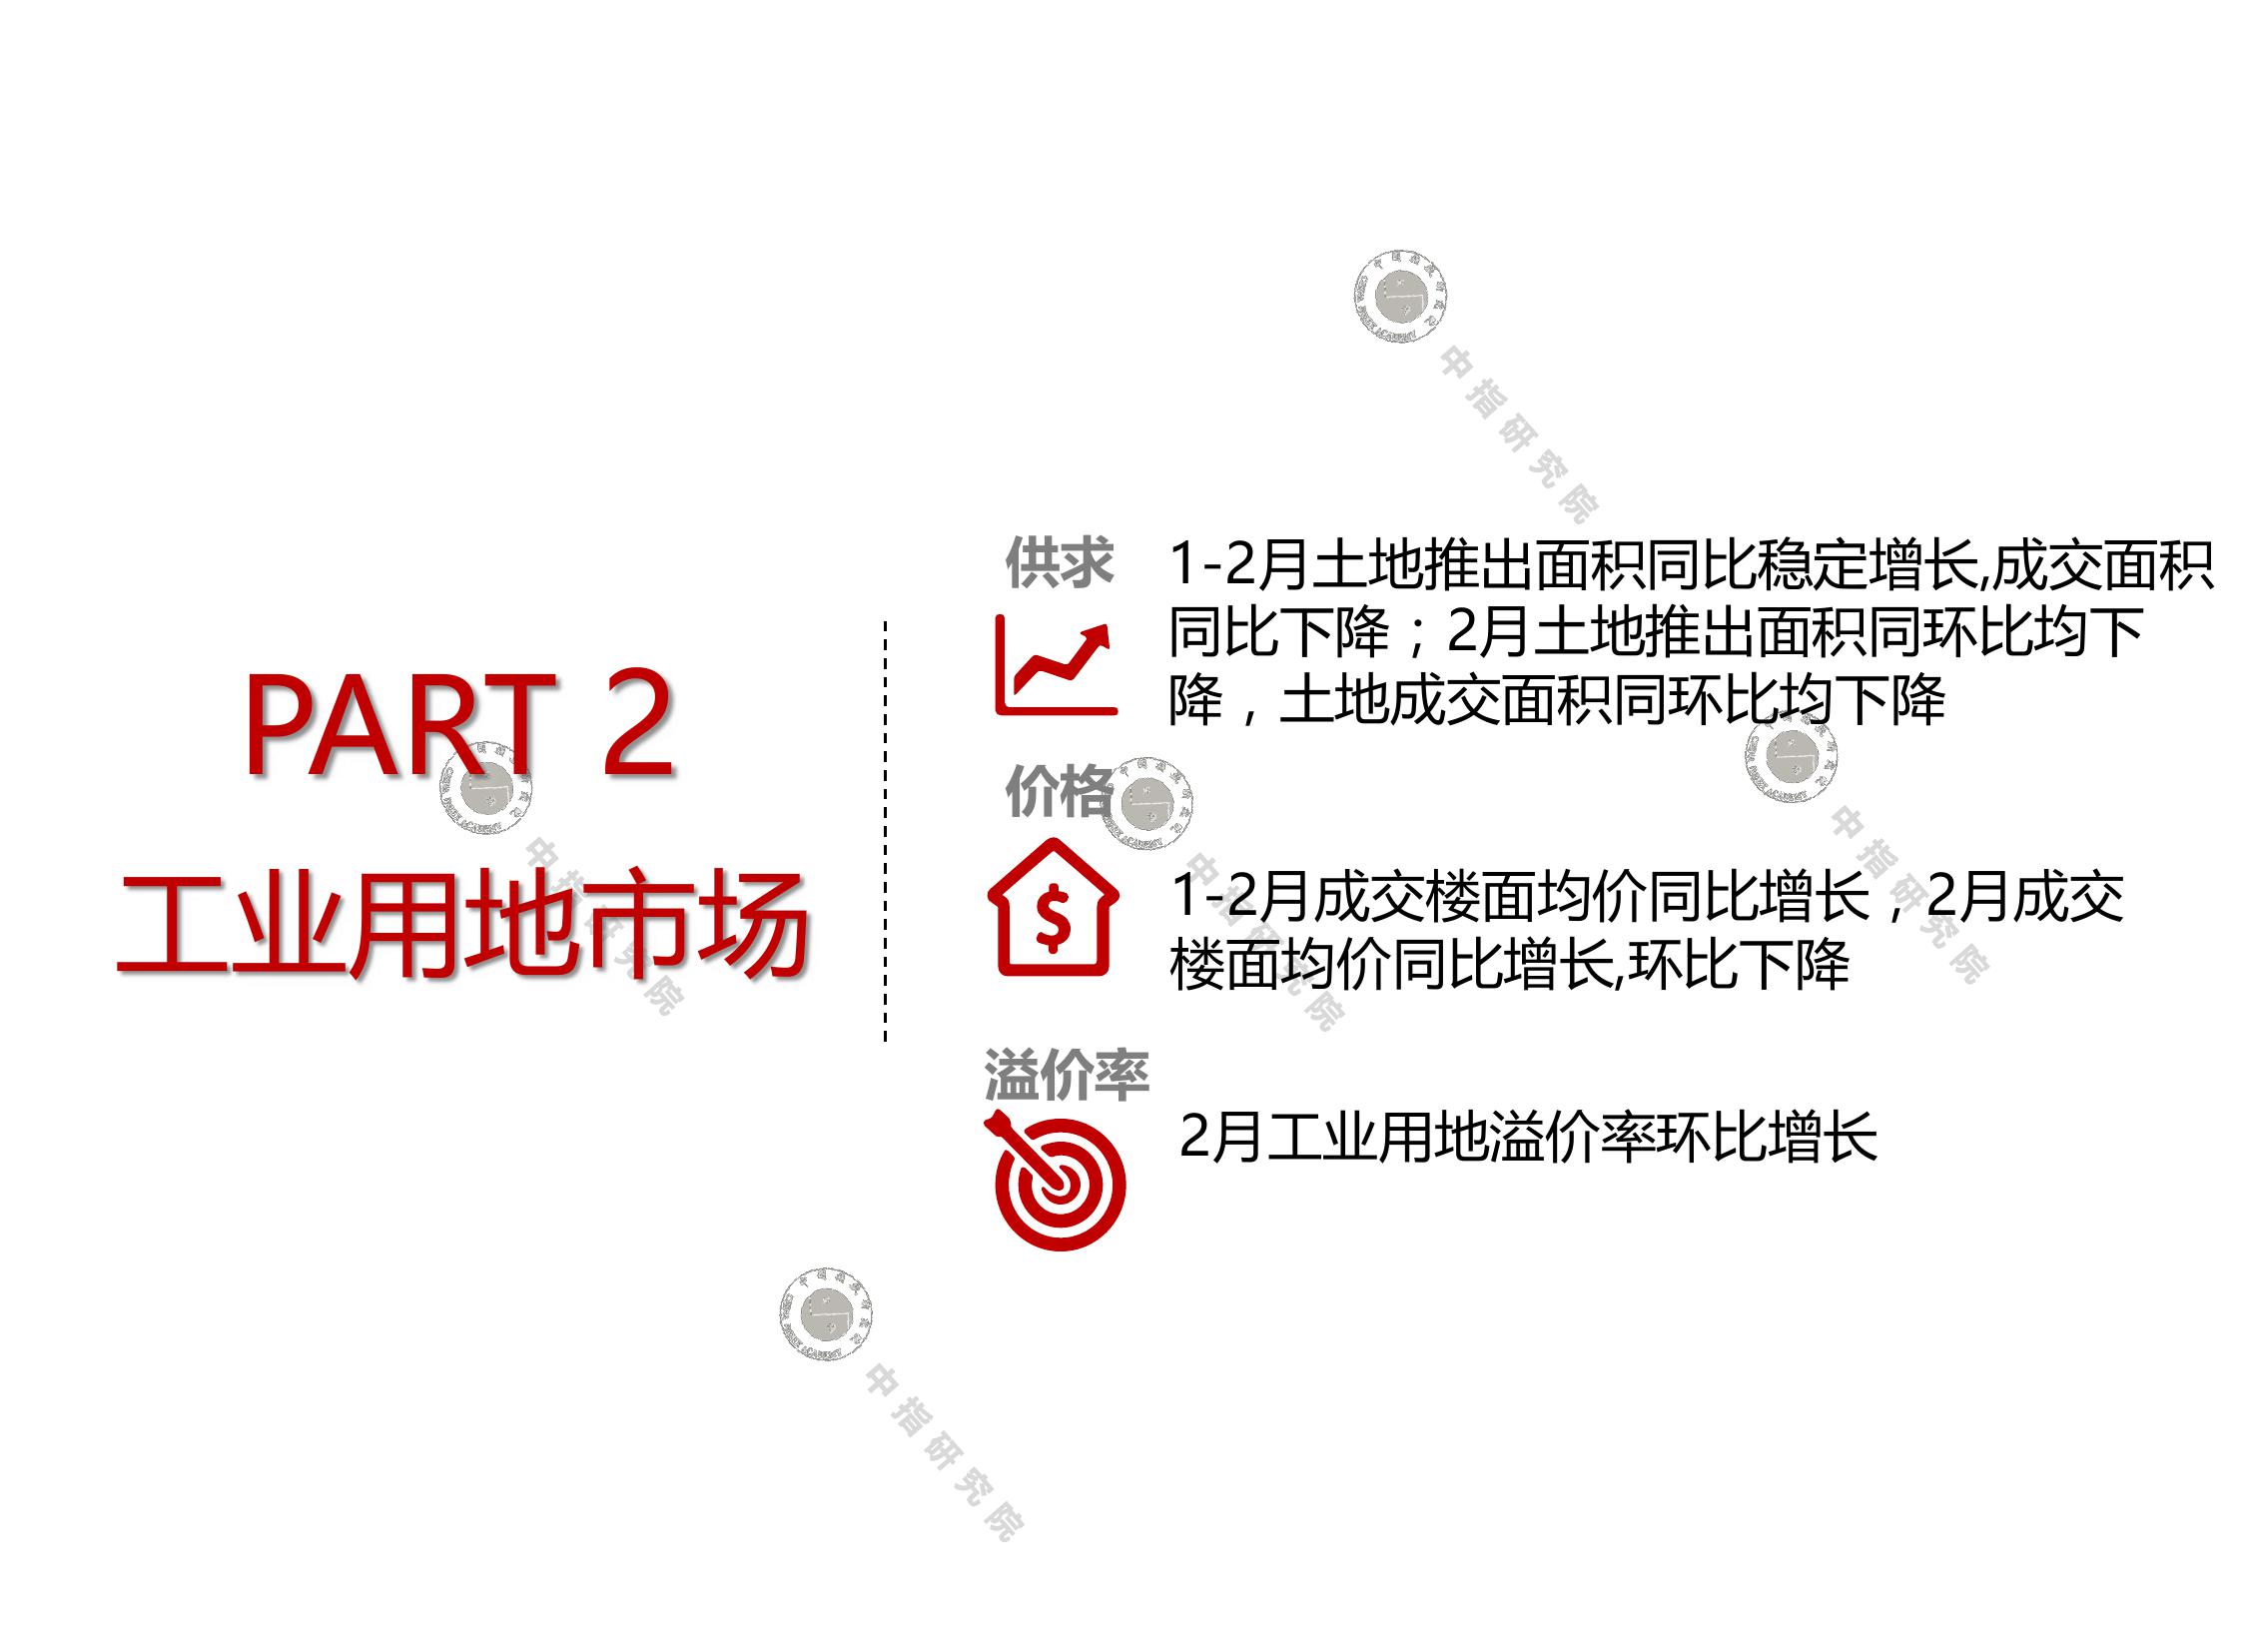 PART 2
工业用地市场
供求
1-2月土地推出面积同比稳定增长,成交面积
同比下降；2月土地推出面积同环比均下
降，土地成交面积同环比均下降
价格
1-2月成交楼面均价同比增长，2月成交
楼面均价同比增长,环比下降
溢价率
2月工业用地溢价率环比增长
中指研究院
中指研究院
中指研究院
中指研究院
中指研究院